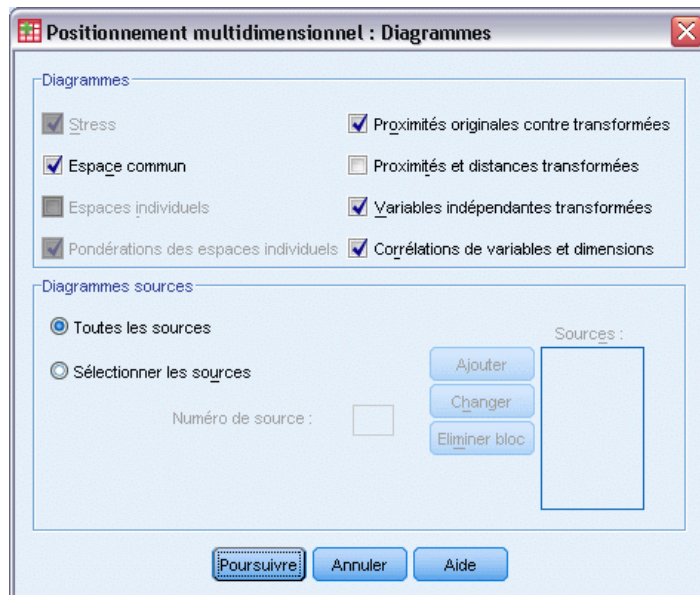 Positionnement multidimensionnel : Diagrammes
Diagrammes
Stress
Proximités originales contre transformées
Espace commun
Proximités et distances transformées
Espaces individuels
Variables indépendantes transformées
Pondérations des espaces individuels
Corrélations de variables et dimensions
Diagrammes sources
Toutes les sources
Sélectionner les sources
Numéro de source :
Sources :
Ajouter
Changer
Eliminer bloc
Poursuivre
Annuler
Aide